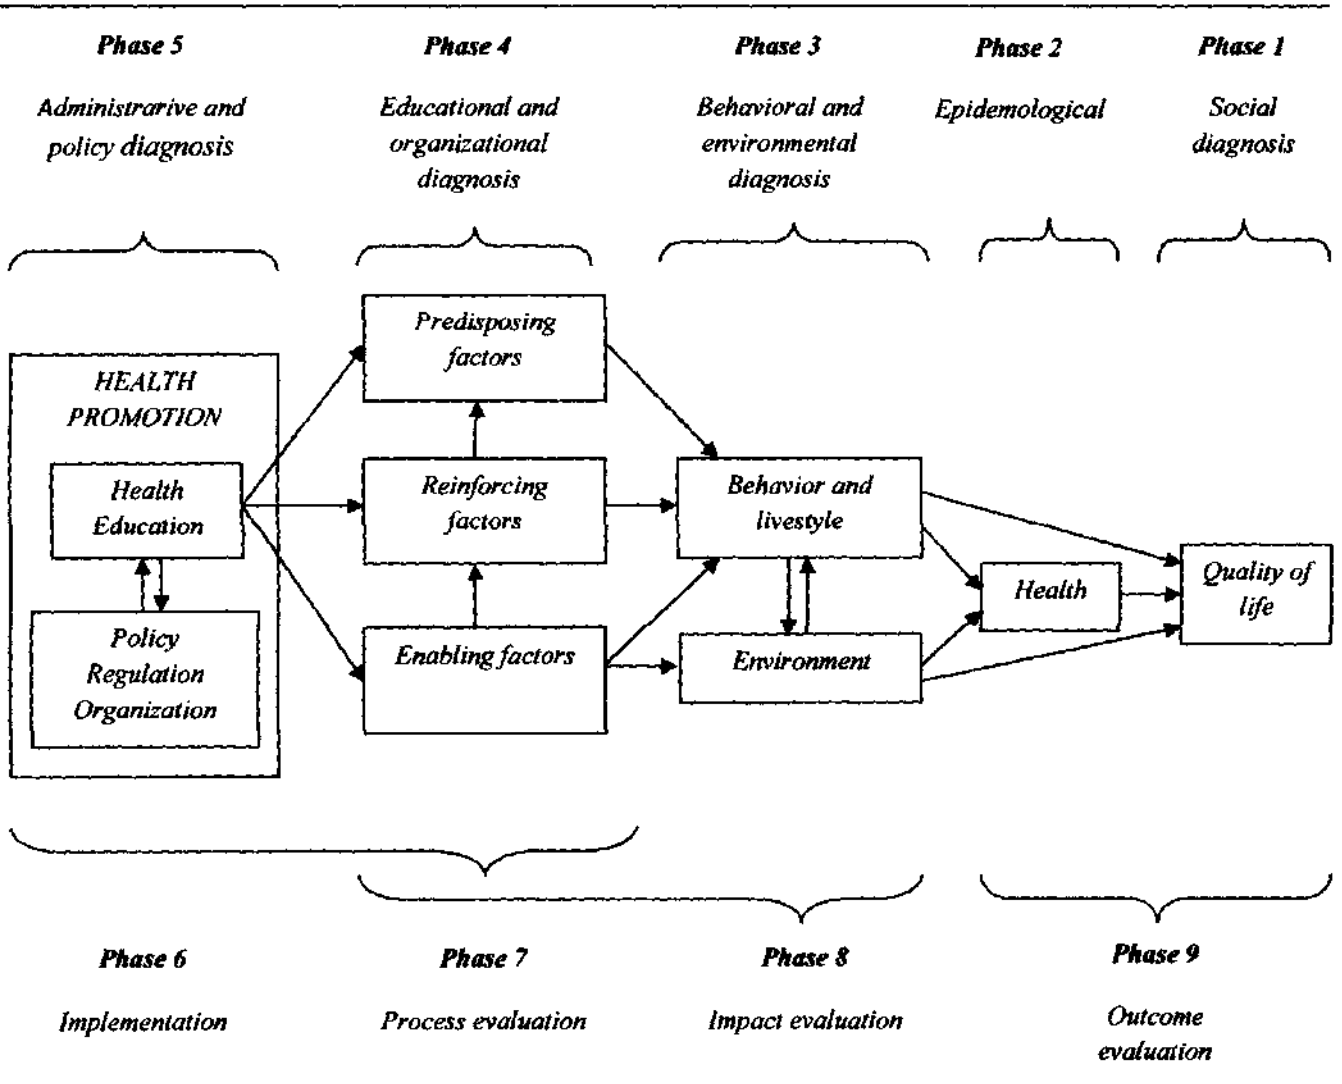 Phase 5
Administrarive and
policy diagnosis
Phase 4
Educational and
organizational
diagnosis
Phase 3
Behavioral and
environmental
diagnosis
Phase 2
Epidemological
Phase 1
Social
diagnosis
HEALTH
PROMOTION
Health
Education
Policy
Regulation
Organization
Predisposing
factors
Reinforcing
factors
Enabling factors
Behavior and
livestyle
Environment
Health
Quality of
life
Phase 6
Implementation
Phase 7
Process evaluation
Phase 8
Impact evaluation
Phase 9
Outcome
evaluation